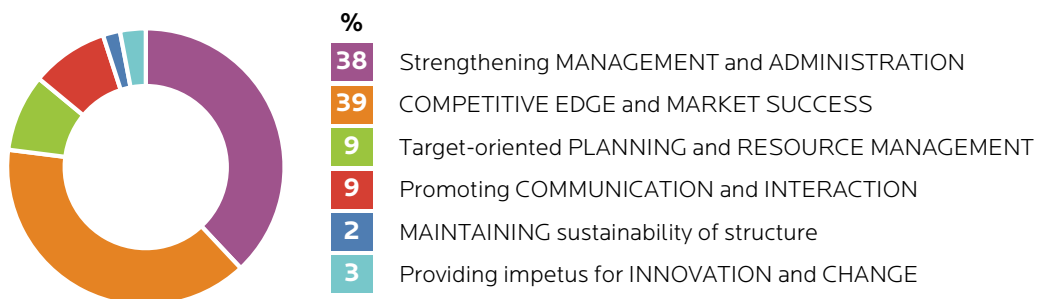 %
38 Strengthening MANAGEMENT and ADMINISTRATION
39 COMPETITIVE EDGE and MARKET SUCCESS
9 Target-oriented PLANNING and RESOURCE MANAGEMENT
9 Promoting COMMUNICATION and INTERACTION
2 MAINTAINING sustainability of structure
3 Providing impetus for INNOVATION and CHANGE